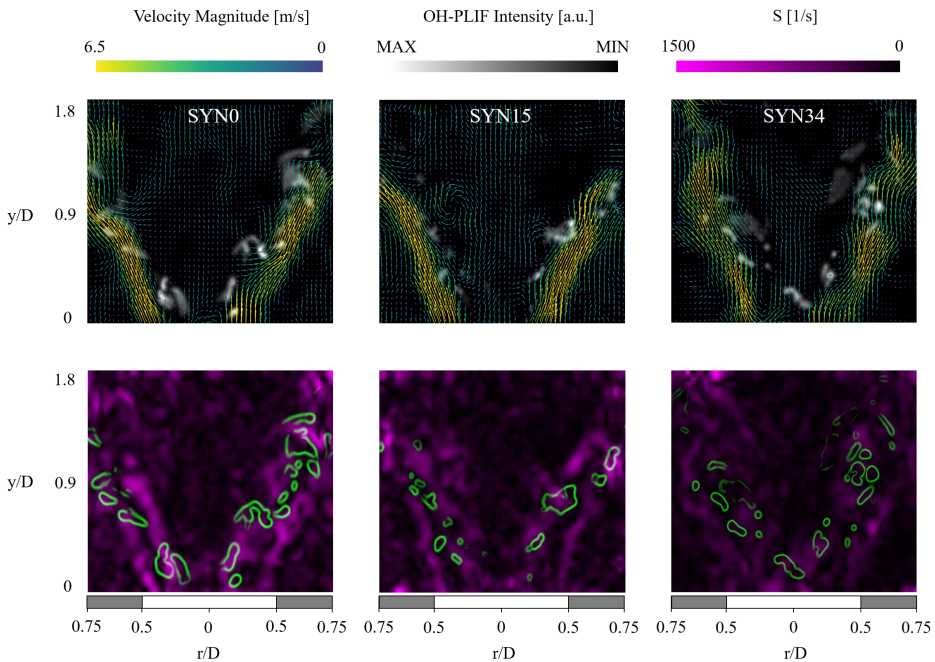 Velocity Magnitude [m/s] OH-PLIF Intensity [a.u.] S [1/s]
6.5 0 MAX MIN 1500 0
1.8 SYN0 SYN15 SYN34
y/D 0.9
0
1.8
y/D 0.9
0
0.75 0.5 0 0.5 0.75 0.75 0.5 0 0.5 0.75 0.75 0.5 0 0.5 0.75
r/D r/D r/D